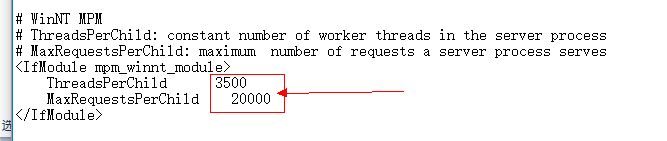 # WinNT MPM
# ThreadsPerChild: constant number of worker threads in the server process
# MaxRequestsPerChild: maximum  number of requests a server process serves
<IfModule mpm_winnt_module>
    ThreadsPerChild      3500
    MaxRequestsPerChild    20000
</IfModule>
选